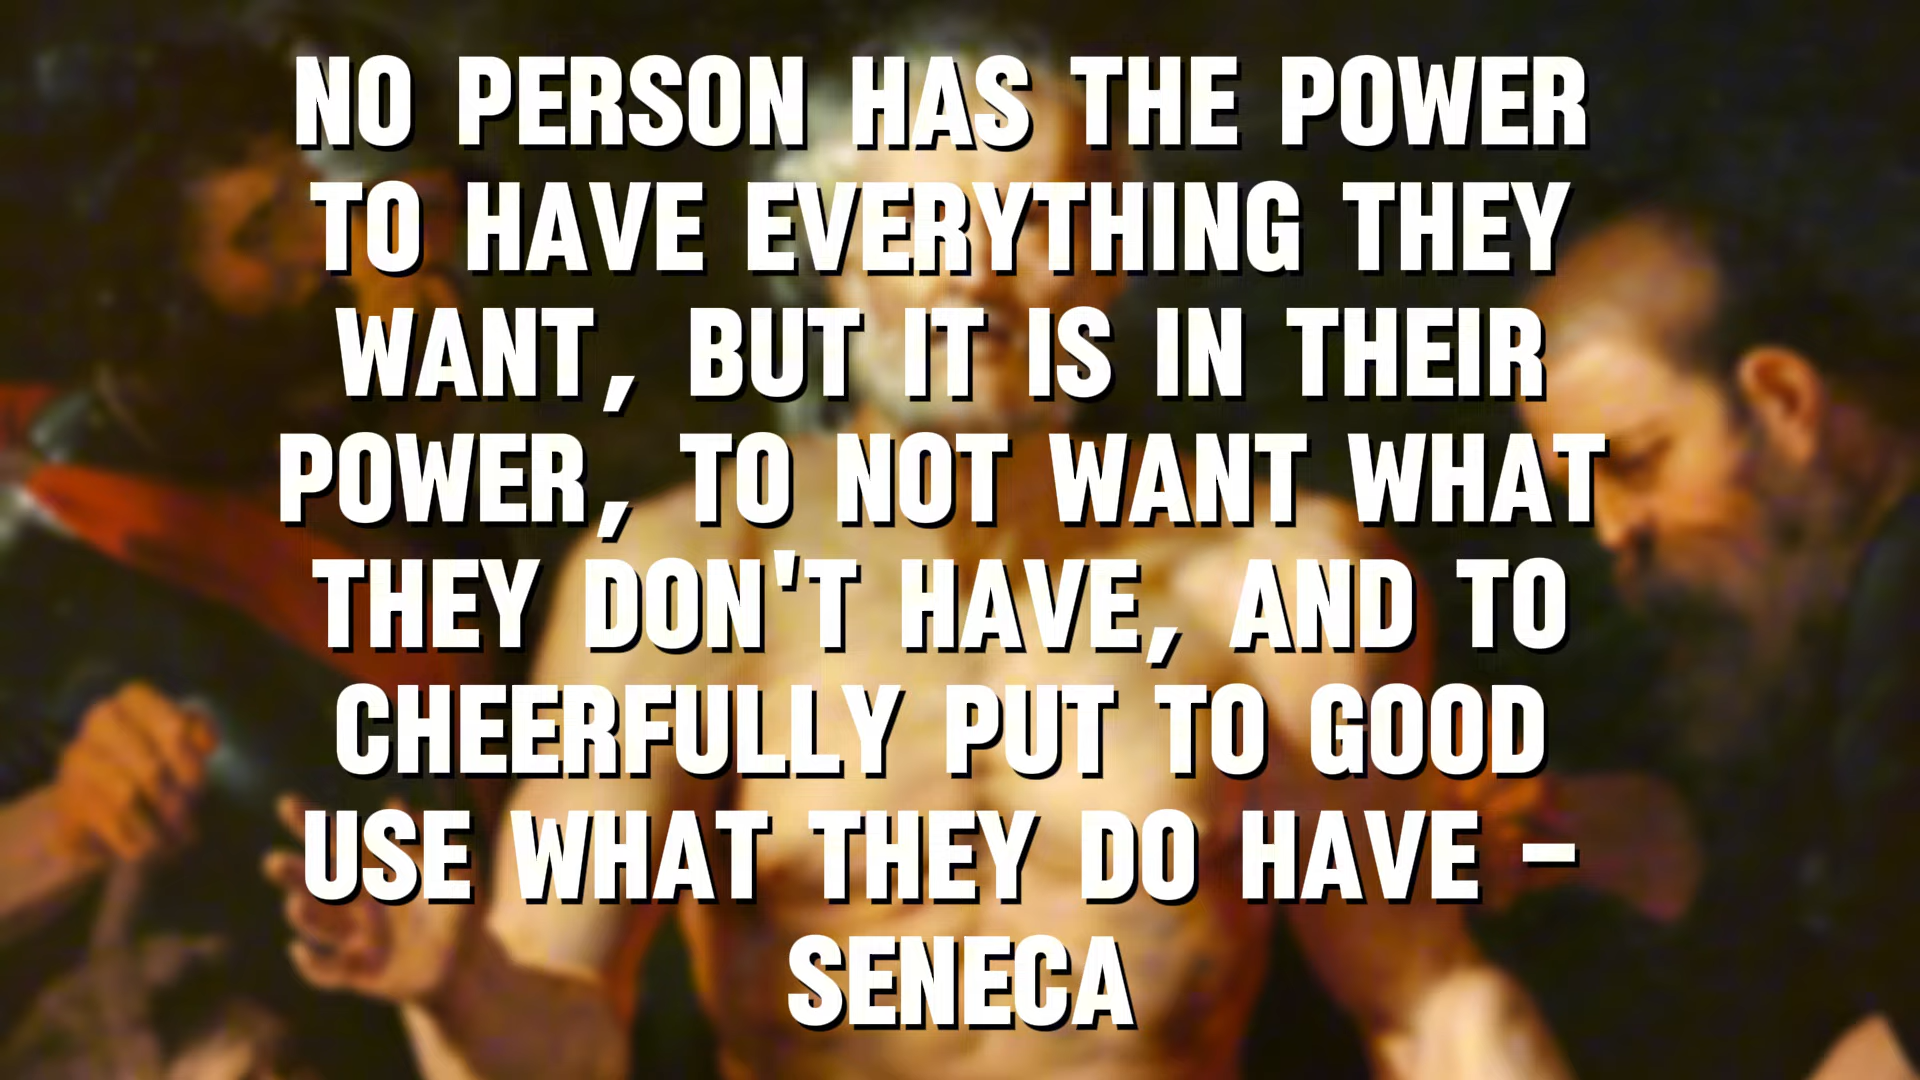 NO PERSON HAS THE POWER
TO HAVE EVERYTHING THEY
WANT, BUT IT IS IN THEIR
POWER, TO NOT WANT WHAT
THEY DON'T HAVE, AND TO
CHEERFULLY PUT TO GOOD
USE WHAT THEY DO HAVE –
SENECA